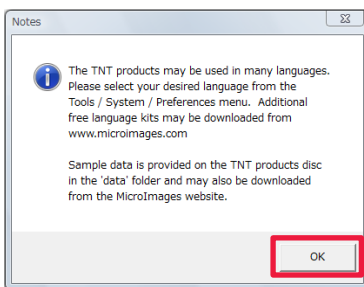 Notes
The TNT products may be used in many languages.
Please select your desired language from the
Tools / System / Preferences menu.  Additional
free language kits may be downloaded from
www.microimages.com
Sample data is provided on the TNT products disc
in the 'data' folder and may also be downloaded
from the MicroImages website.
OK